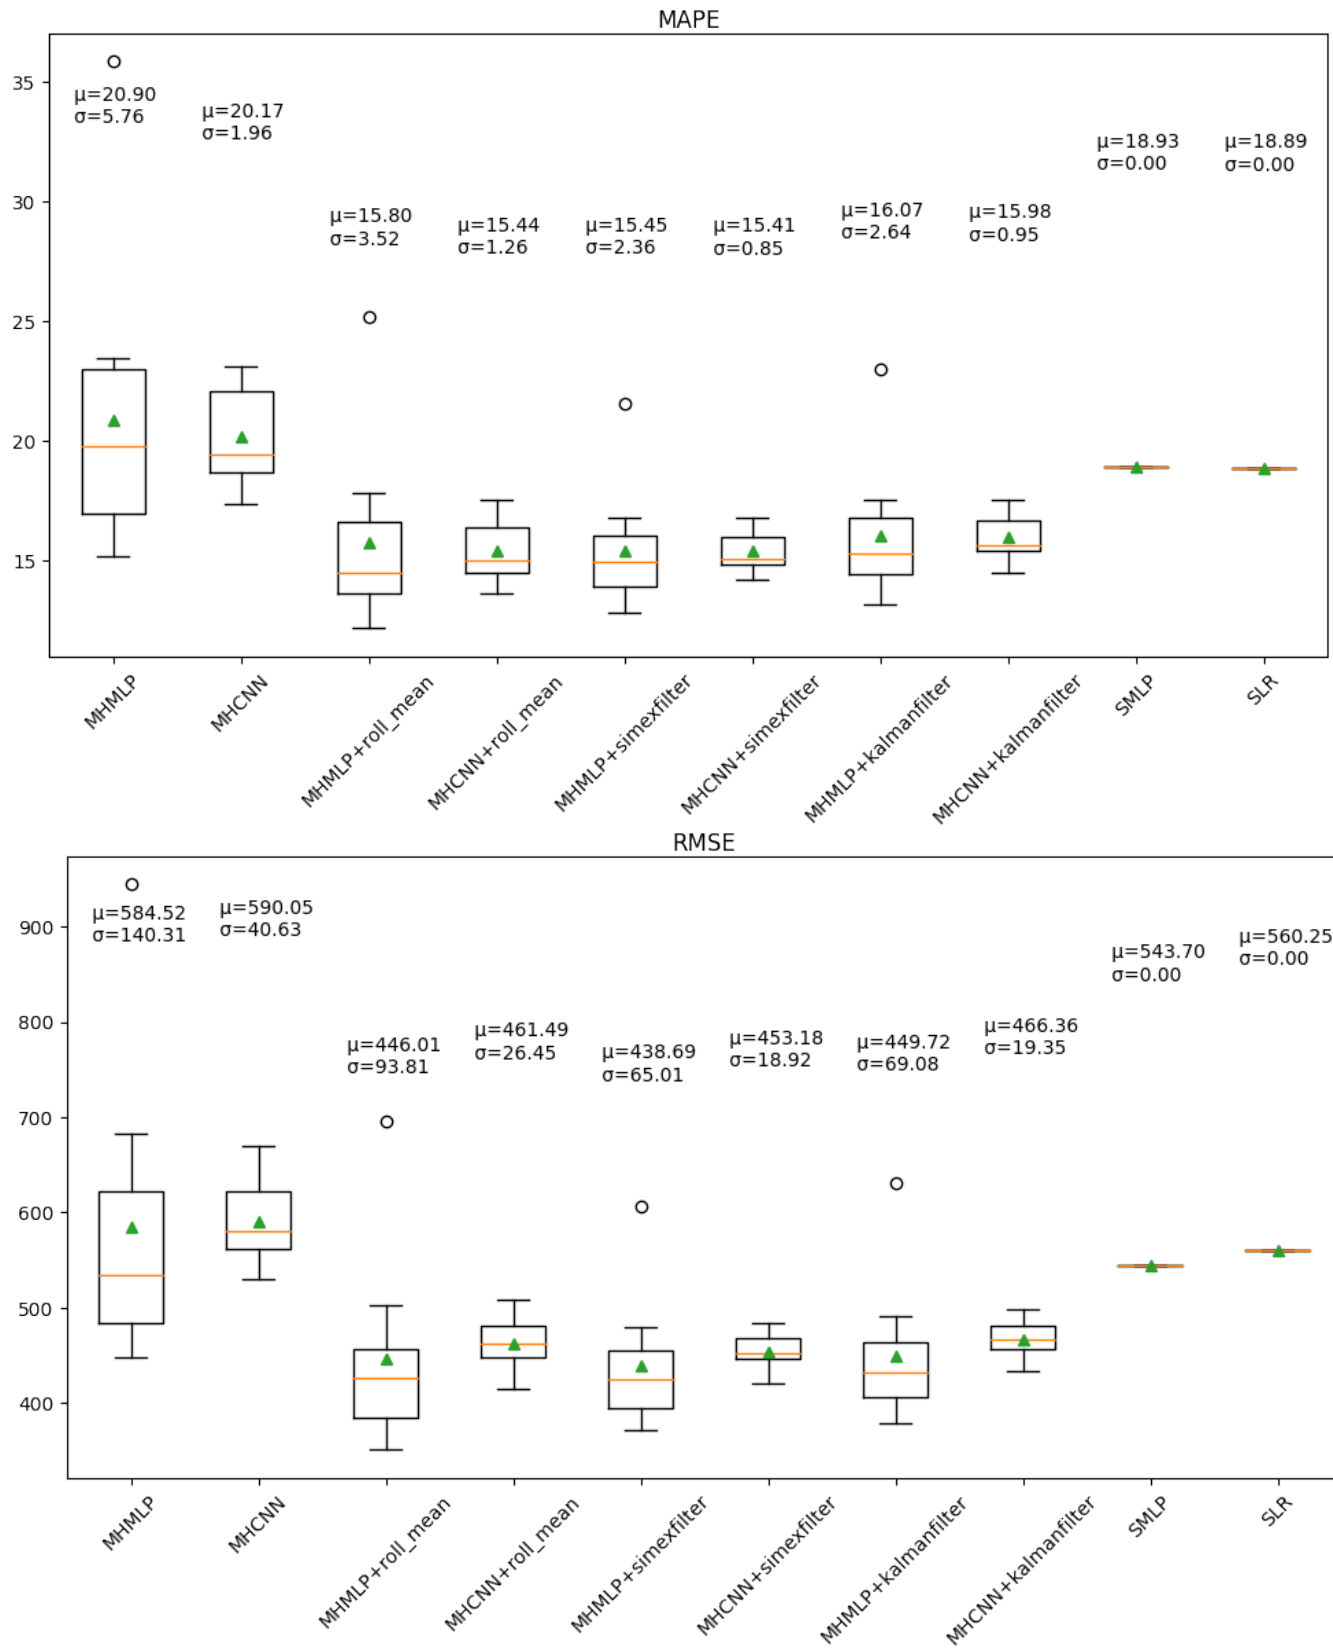 MAPE
35
30
25
20
15
μ=20.90
σ=5.76
μ=20.17
σ=1.96
μ=15.80
σ=3.52
μ=15.44
σ=1.26
μ=15.45
σ=2.36
μ=15.41
σ=0.85
μ=16.07
σ=2.64
μ=15.98
σ=0.95
μ=18.93
σ=0.00
μ=18.89
σ=0.00
MHMLP
MHCNN
MHMLP+roll_mean
MHCNN+roll_mean
MHMLP+simexfilter
MHCNN+simexfilter
MHMLP+kalmanfilter
MHCNN+kalmanfilter
SMLP
SLR
RMSE
900
800
700
600
500
400
μ=584.52
σ=140.31
μ=590.05
σ=40.63
μ=446.01
σ=93.81
μ=461.49
σ=26.45
μ=438.69
σ=65.01
μ=453.18
σ=18.92
μ=449.72
σ=69.08
μ=466.36
σ=19.35
μ=543.70
σ=0.00
μ=560.25
σ=0.00
MHMLP
MHCNN
MHMLP+roll_mean
MHCNN+roll_mean
MHMLP+simexfilter
MHCNN+simexfilter
MHMLP+kalmanfilter
MHCNN+kalmanfilter
SMLP
SLR